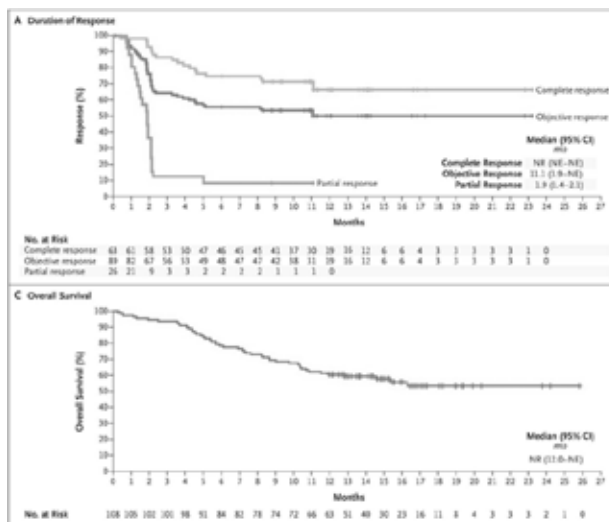 A Duration of Response
100
90
80
70
60
50
40
30
20
10
0
Response (%)
Complete response
Objective response
Partial response
Median (95% CI)
mo
Complete Response NR (NE–NE)
Objective Response 11.1 (3.9–NE)
Partial Response 1.9 (1.4–2.1)
0 1 2 3 4 5 6 7 8 9 10 11 12 13 14 15 16 17 18 19 20 21 22 23 24 25 26 27
Months
No. at Risk
Complete response 63 61 58 53 50 47 46 45 45 41 37 30 19 16 12 6 6 4 3 3 3 3 3 1 0
Objective response 89 82 67 56 53 49 48 47 47 42 38 31 19 16 12 6 6 4 3 3 3 3 3 1 0
Partial response 26 21 9 3 3 2 2 2 2 1 1 1 0
C Overall Survival
100
90
80
70
60
50
40
30
20
10
0
Overall Survival (%)
Median (95% CI)
mo
NR (12.0–NE)
0 1 2 3 4 5 6 7 8 9 10 11 12 13 14 15 16 17 18 19 20 21 22 23 24 25 26 27
Months
No. at Risk 108 105 102 101 98 91 84 82 78 74 72 66 63 51 40 30 23 16 11 8 4 3 3 3 2 1 0